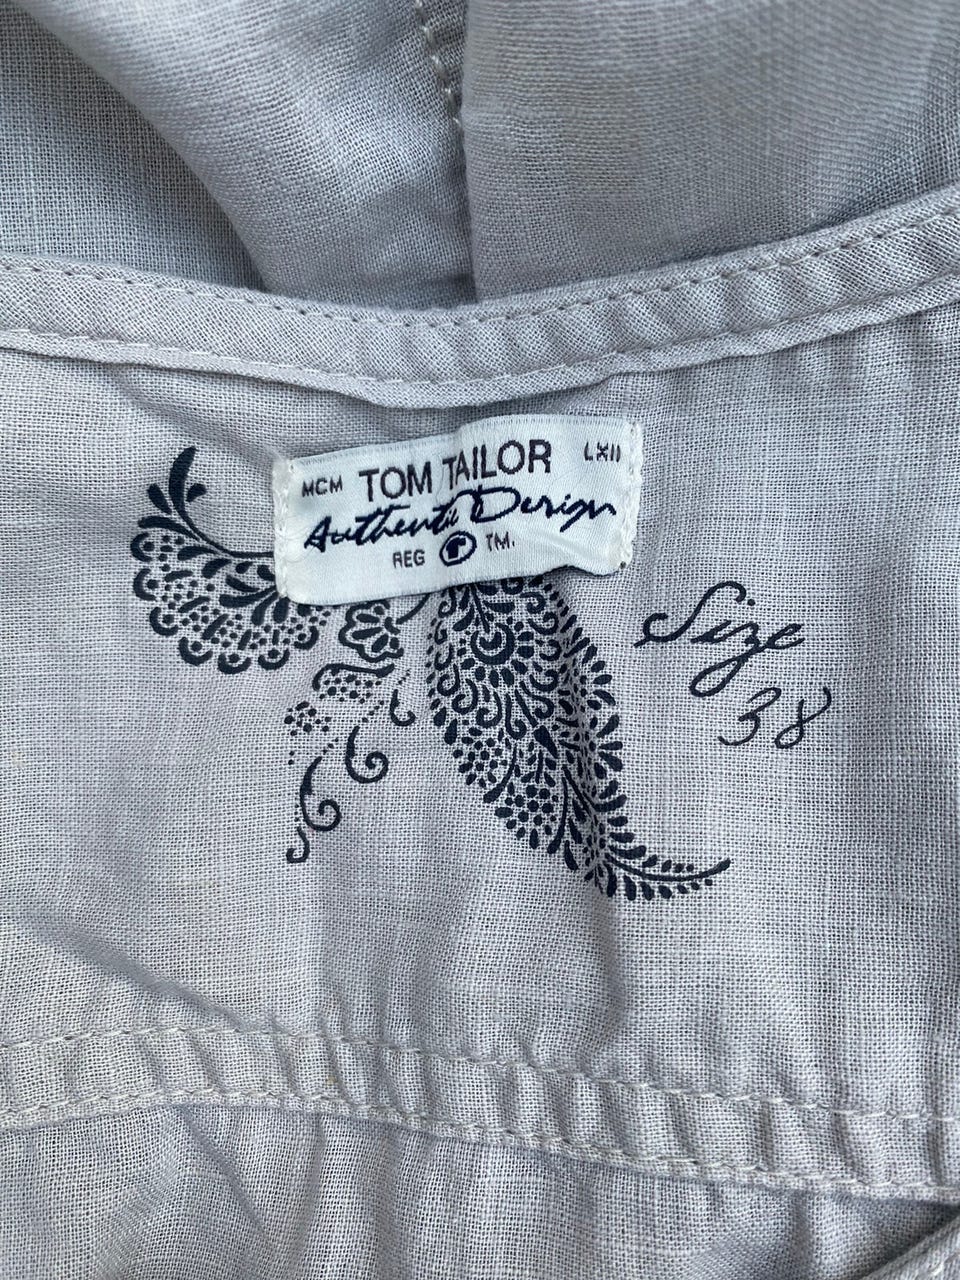 MCM TOM TAILOR LXII
Authentic Design
REG r TM.
Size
38